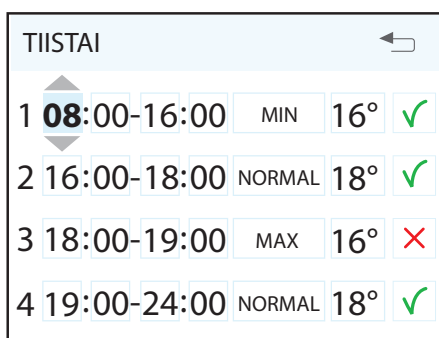 TIISTAI
1 08:00-16:00 MIN 16°
2 16:00-18:00 NORMAL 18°
3 18:00-19:00 MAX 16°
4 19:00-24:00 NORMAL 18°